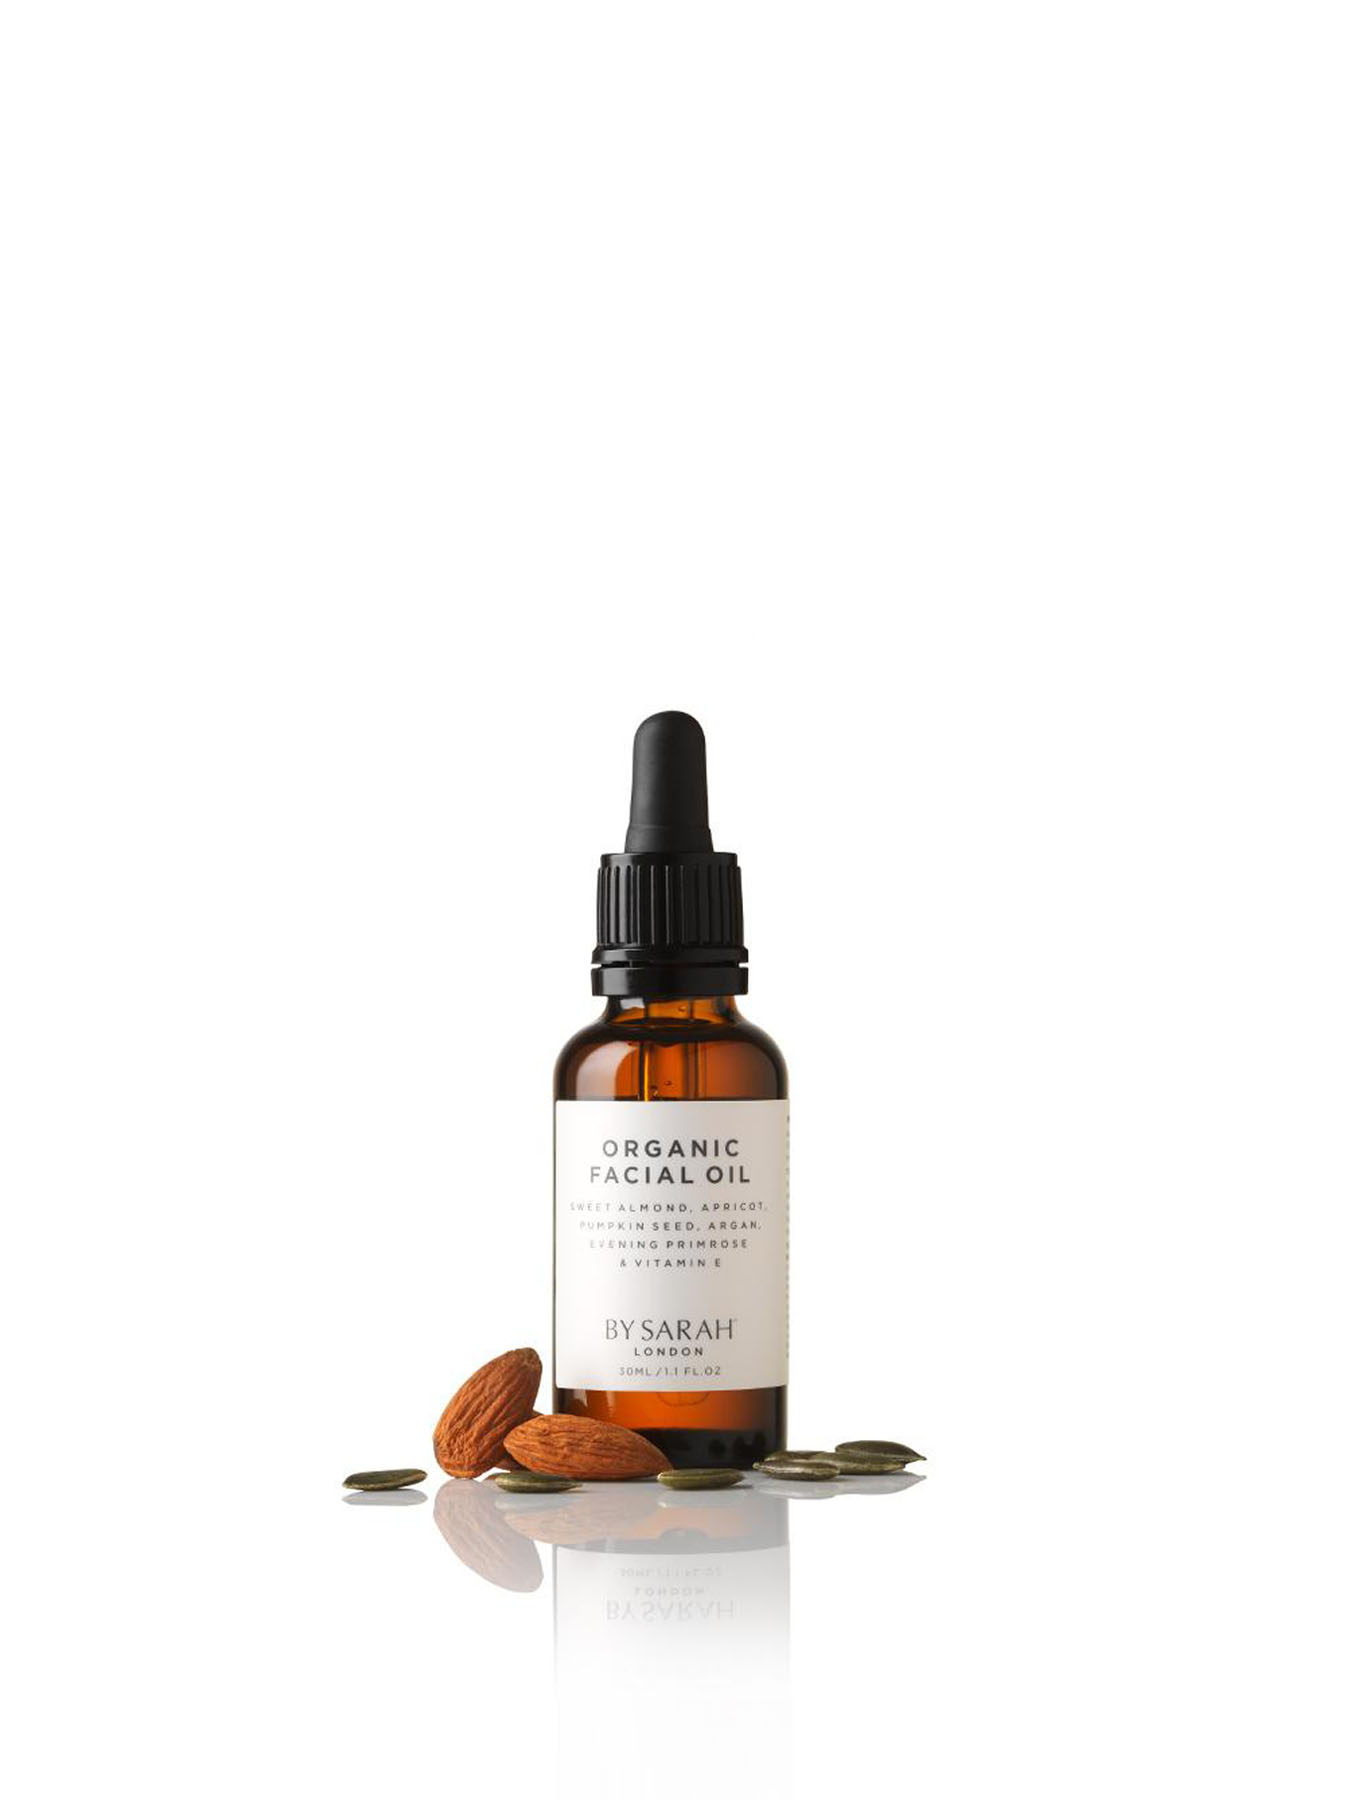 ORGANIC
FACIAL OIL
SWEET ALMOND, APRICOT,
PUMPKIN SEED, ARGAN,
EVENING PRIMROSE
& VITAMIN E
BY SARAH™
LONDON
30ML/1.1 FL.OZ